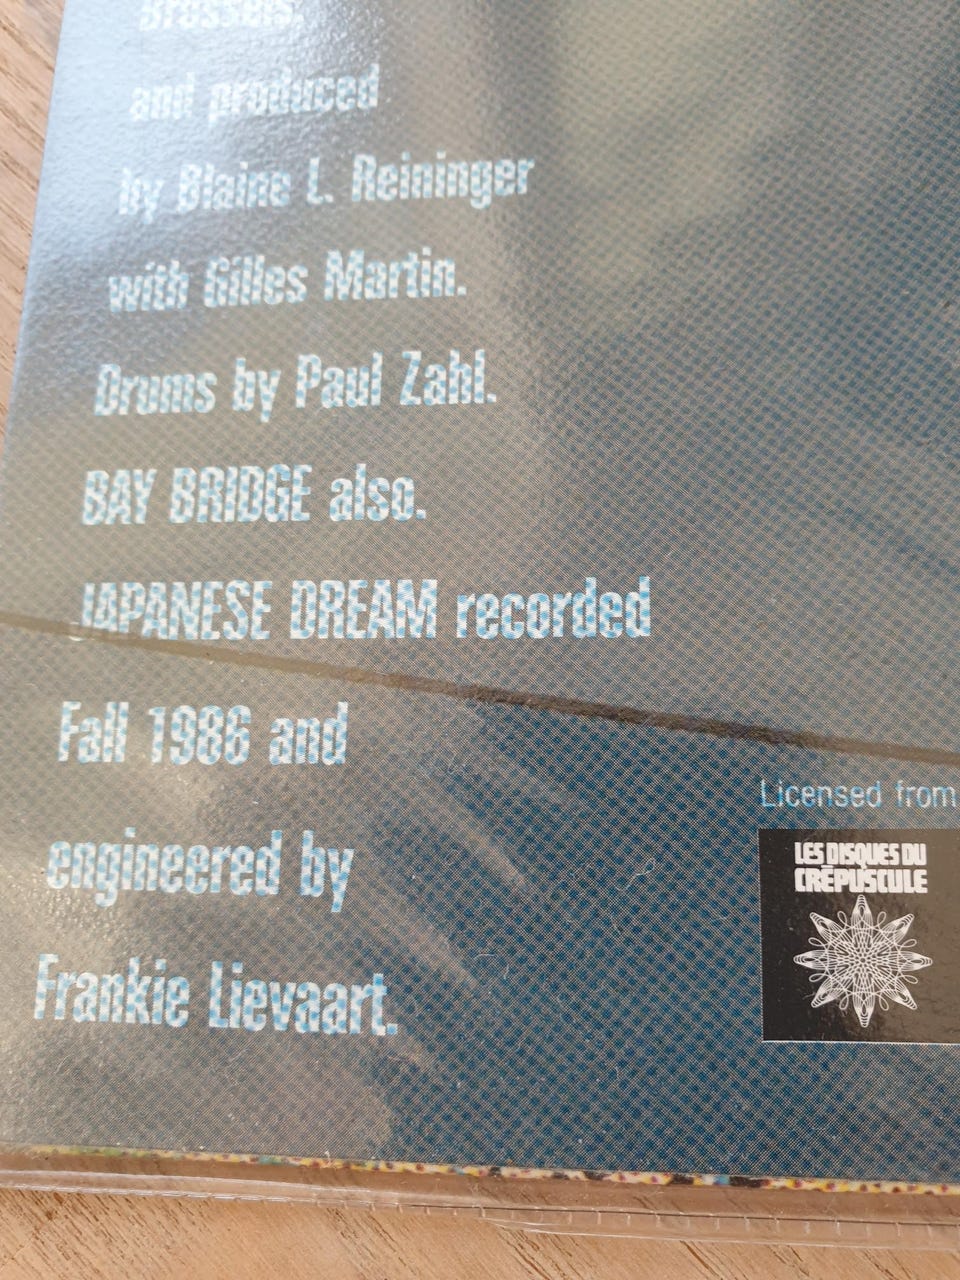 Brussels.
and produced
by Blaine L. Reininger
with Gilles Martin.
Drums by Paul Zahl.
BAY BRIDGE also.
JAPANESE DREAM recorded
Fall 1986 and
engineered by
Frankie Lievaart.
Licensed from
LES DISQUES DU
CRÉPUSCULE